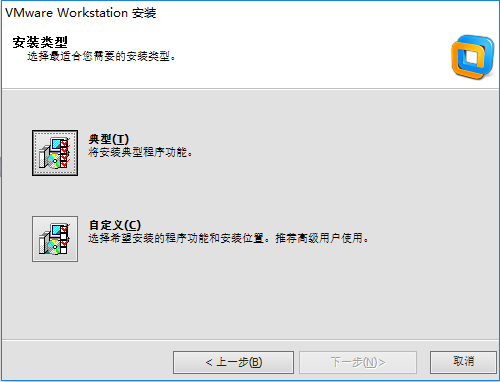 VMware Workstation 安装
安装类型
选择最适合您需要的安装类型。
典型(T)
将安装典型程序功能。
自定义(C)
选择希望安装的程序功能和安装位置。推荐高级用户使用。
< 上一步(B)
下一步(N) >
取消